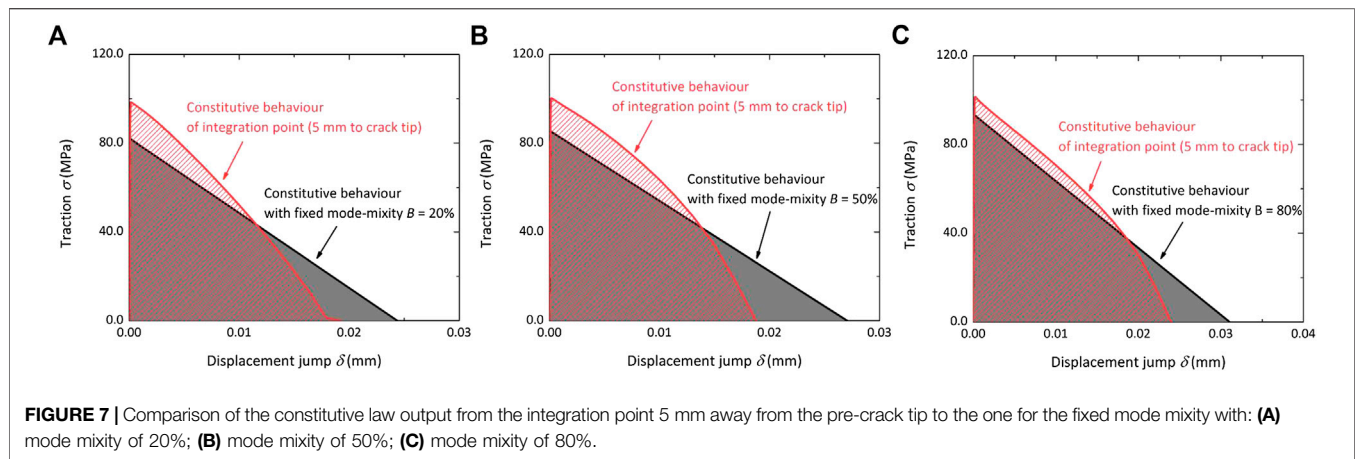 A
120.0
80.0
40.0
0.0
Traction σ (MPa)
Constitutive behaviour
of integration point (5 mm to crack tip)
Constitutive behaviour
with fixed mode-mixity B = 20%
0.00
0.01
0.02
0.03
Displacement jump δ (mm)
B
120.0
80.0
40.0
0.0
Traction σ (MPa)
Constitutive behaviour
of integration point (5 mm to crack tip)
Constitutive behaviour
with fixed mode-mixity B = 50%
0.00
0.01
0.02
0.03
Displacement jump δ (mm)
C
120.0
80.0
40.0
0.0
Traction σ (MPa)
Constitutive behaviour
of integration point (5 mm to crack tip)
Constitutive behaviour
with fixed mode-mixity B = 80%
0.00
0.01
0.02
0.03
0.04
Displacement jump δ (mm)
FIGURE 7 | Comparison of the constitutive law output from the integration point 5 mm away from the pre-crack tip to the one for the fixed mode mixity with: (A)
mode mixity of 20%; (B) mode mixity of 50%; (C) mode mixity of 80%.